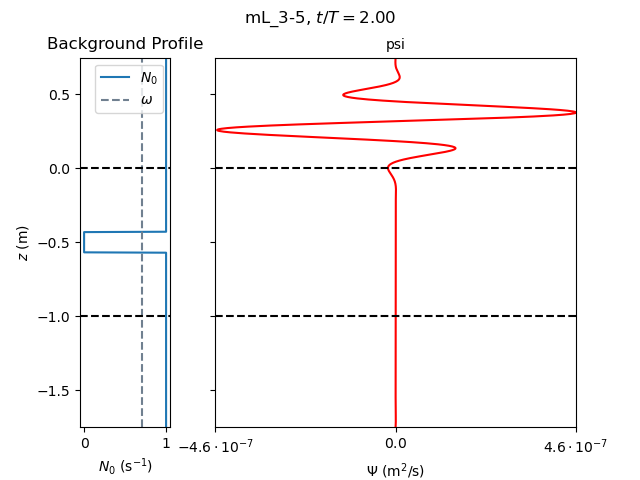 mL_3-5, t/T = 2.00
Background Profile
psi
N₀
ω
0.5
0.0
−0.5
−1.0
−1.5
z (m)
0
1
−4.6 · 10⁻⁷
0.0
4.6 · 10⁻⁷
N₀ (s⁻¹)
Ψ (m²/s)